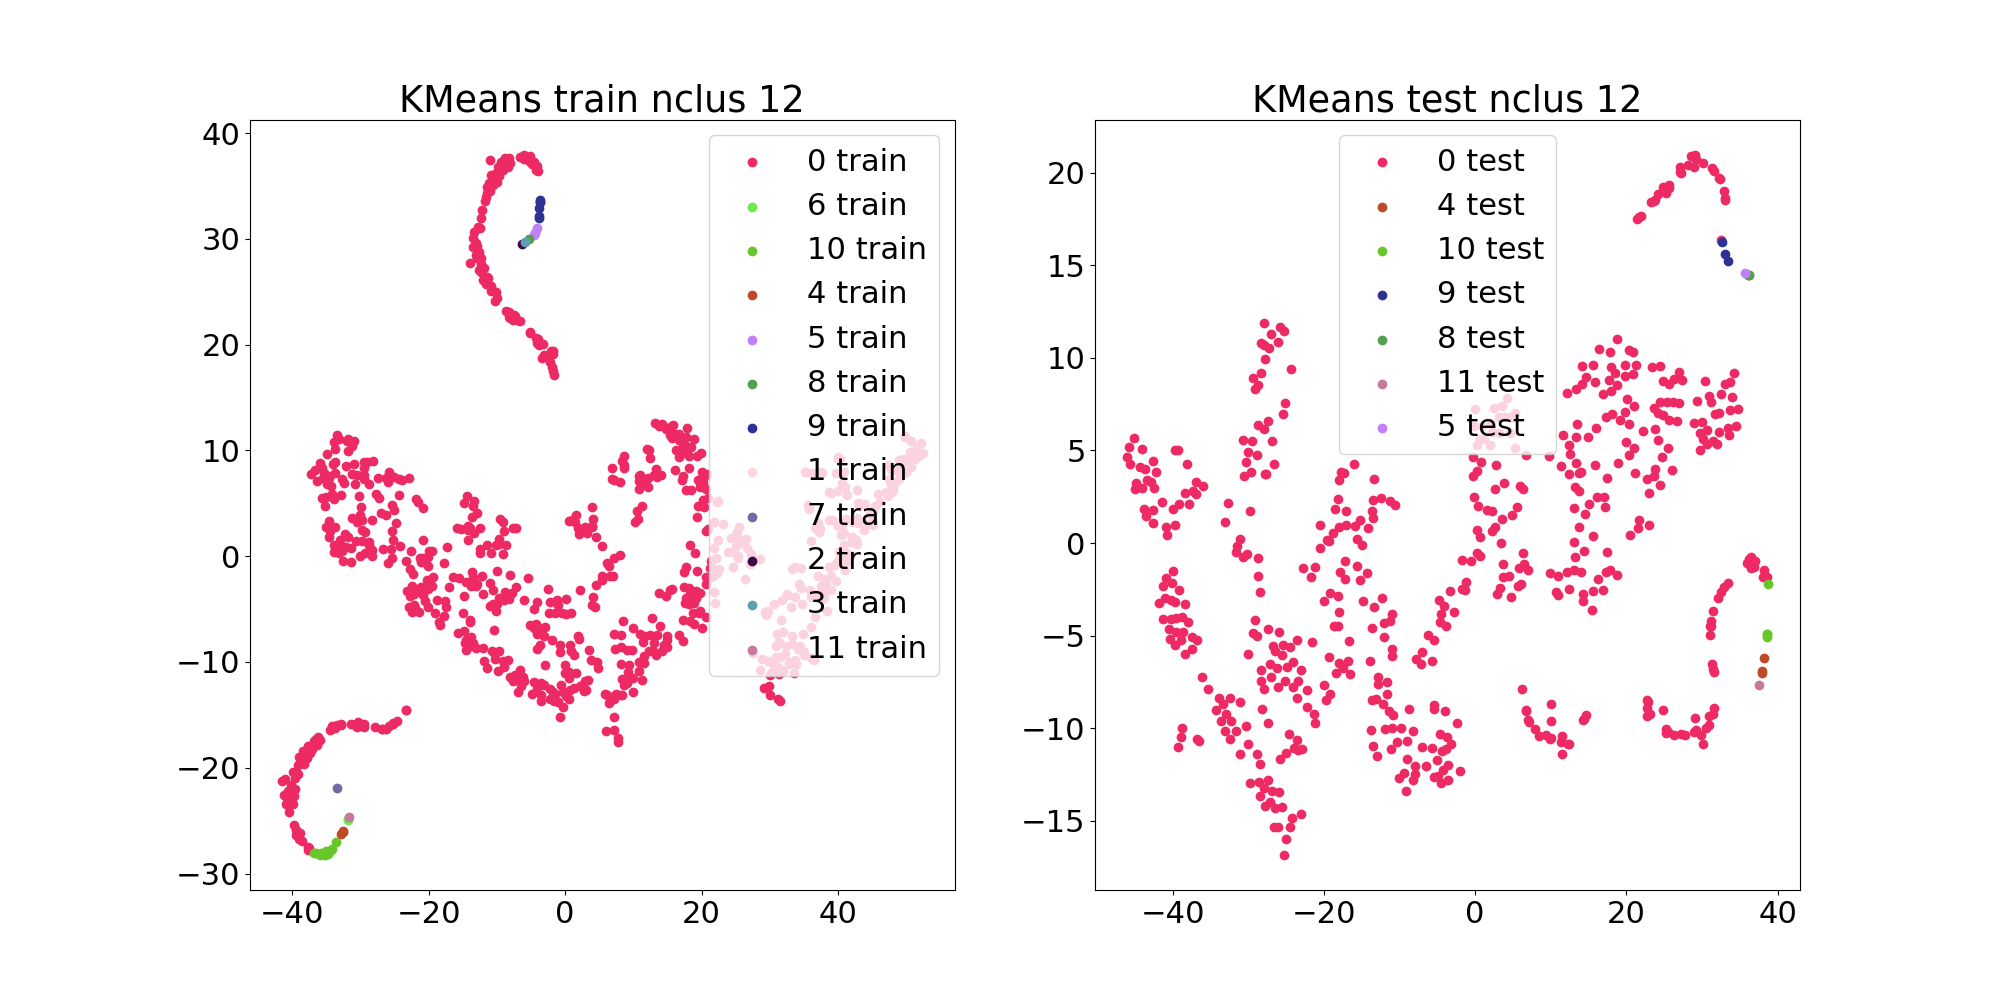 KMeans train nclus 12
40
30
20
10
0
−10
−20
−30
−40
−20
0
20
40
0 train
6 train
10 train
4 train
5 train
8 train
9 train
1 train
7 train
2 train
3 train
11 train
KMeans test nclus 12
20
15
10
5
0
−5
−10
−15
−40
−20
0
20
40
0 test
4 test
10 test
9 test
8 test
11 test
5 test